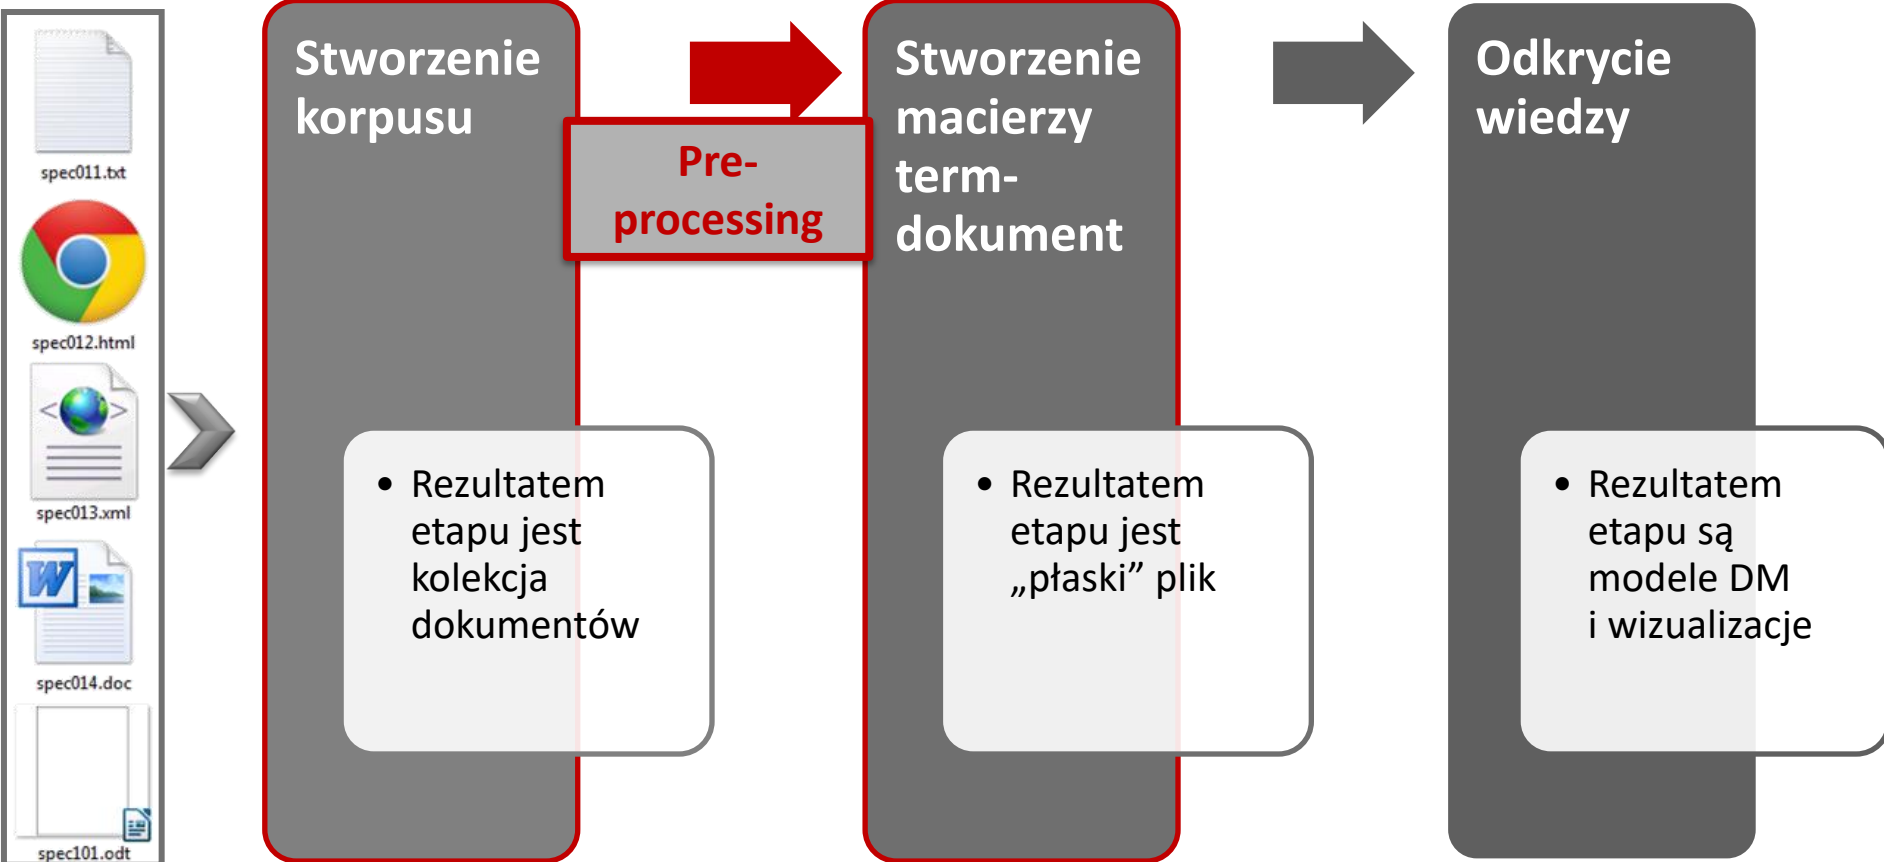 spec011.txt
spec012.html
spec013.xml
W
spec014.doc
spec101.odt
Stworzenie
korpusu
• Rezultatem
etapu jest
kolekcja
dokumentów
Pre-
processing
Stworzenie
macierzy
term-
dokument
• Rezultatem
etapu jest
„płaski” plik
Odkrycie
wiedzy
• Rezultatem
etapu są
modele DM
i wizualizacje